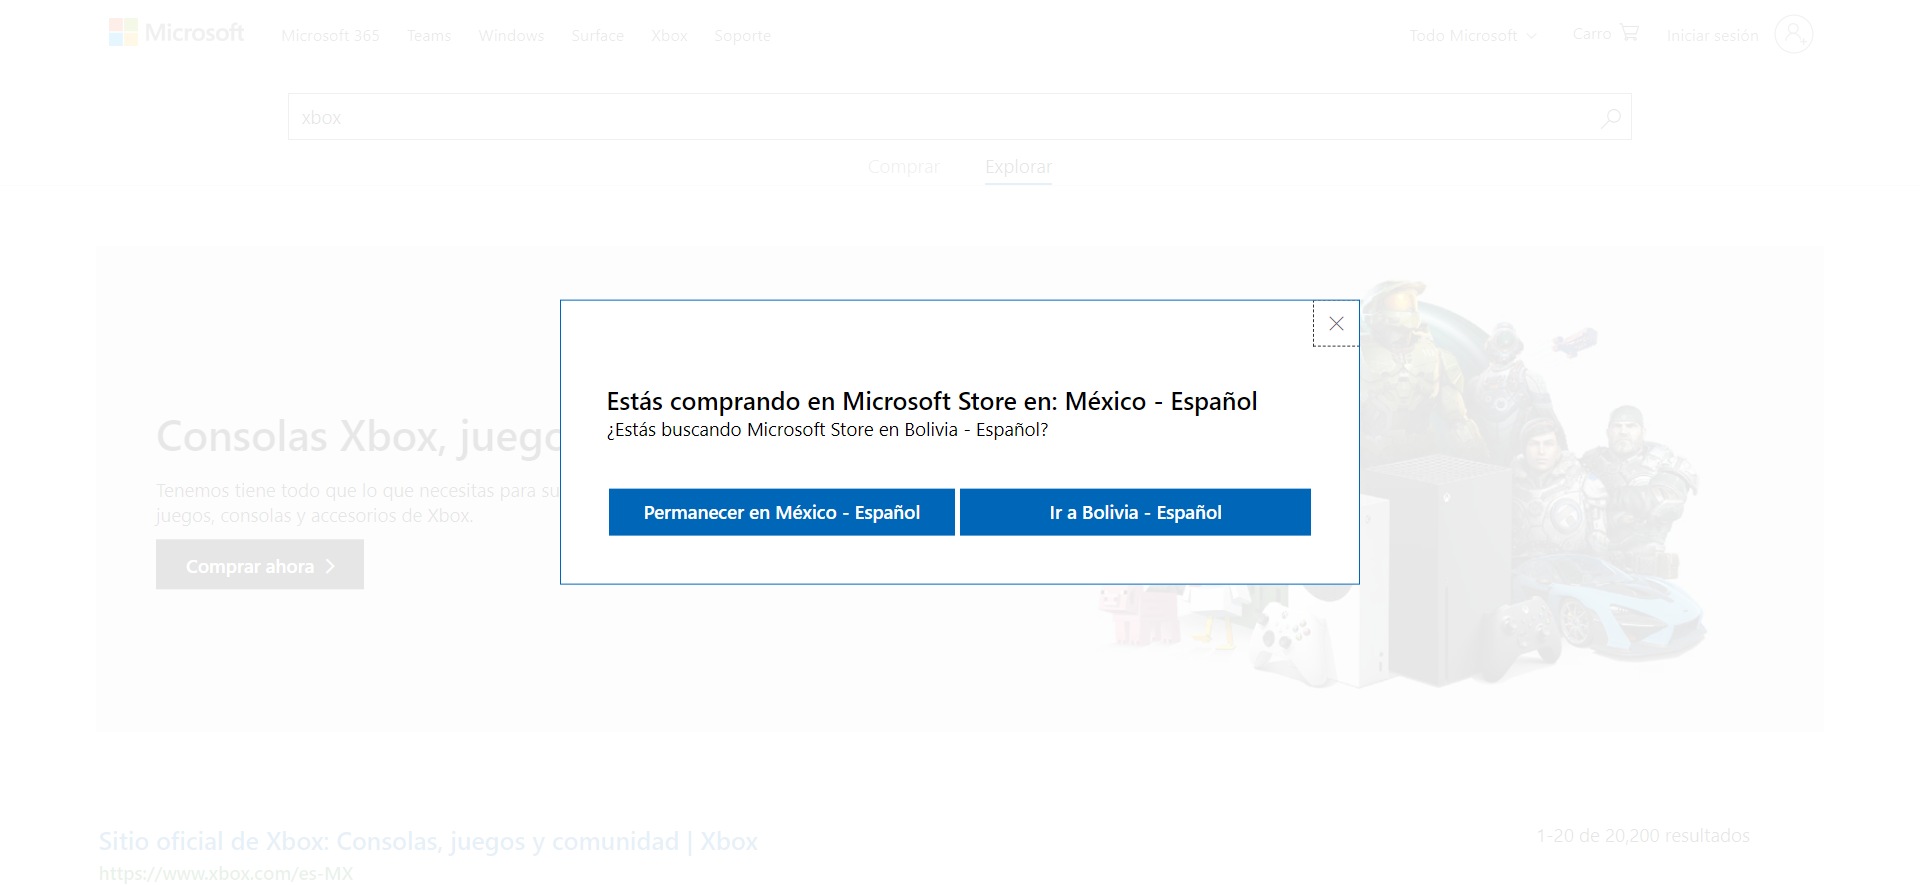 Microsoft
Microsoft 365
Teams
Windows
Surface
Xbox
Soporte
Todo Microsoft
Carro
Iniciar sesión
xbox
Comprar
Explorar
Estás comprando en Microsoft Store en: México - Español
¿Estás buscando Microsoft Store en Bolivia - Español?
Permanecer en México - Español
Ir a Bolivia - Español
Consolas Xbox, juego
Tenemos tiene todo que lo que necesitas para su
juegos, consolas y accesorios de Xbox.
Comprar ahora
Sitio oficial de Xbox: Consolas, juegos y comunidad | Xbox
1-20 de 20,200 resultados
https://www.xbox.com/es-MX